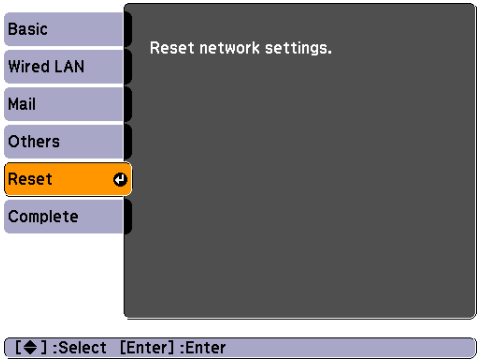 Basic
Reset network settings.
Wired LAN
Mail
Others
Reset
Complete
[◆] :Select [Enter] :Enter